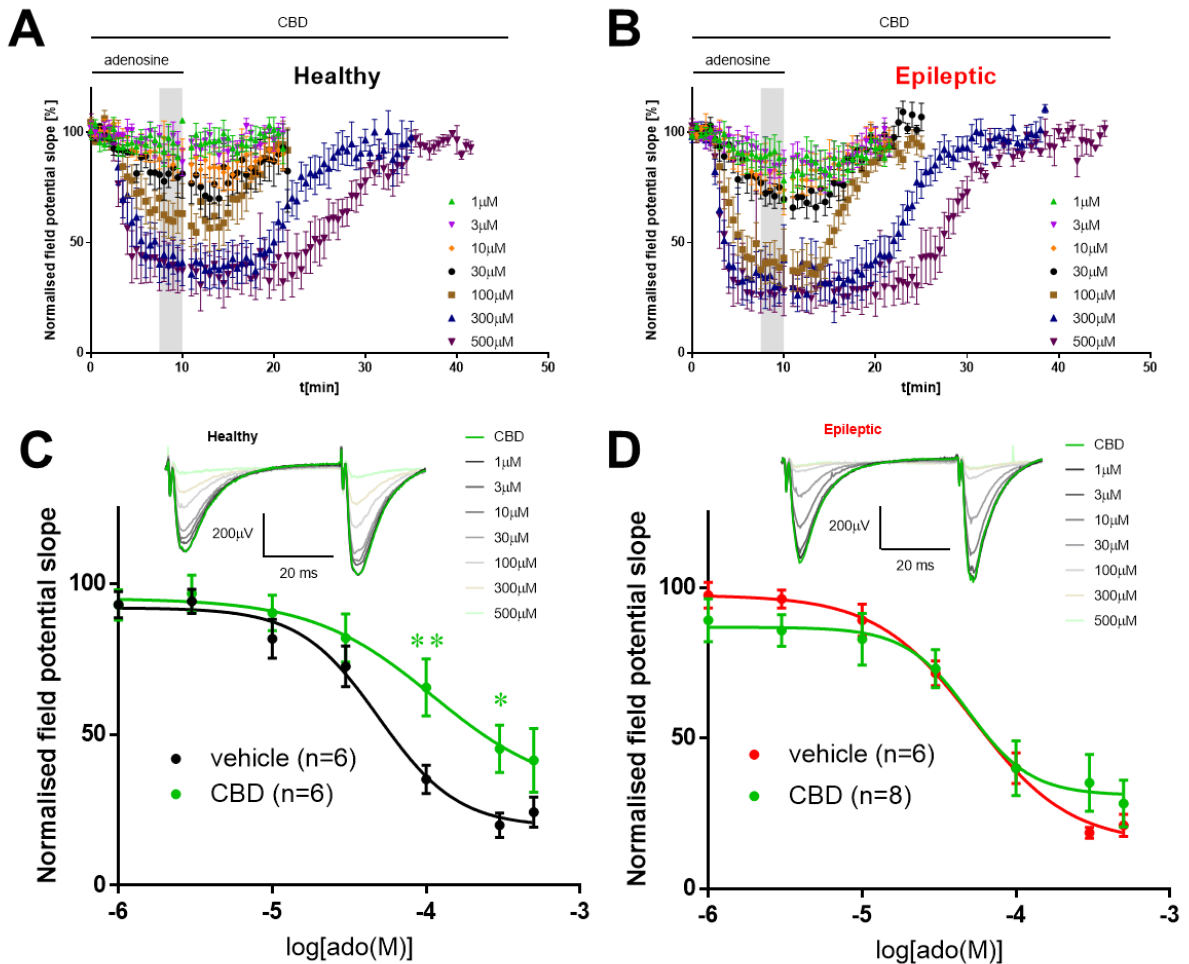 A
CBD
adenosine
Healthy
Normalised field potential slope [%]
100
50
0
0 10 20 30 40 50
t[min]
1μM
3μM
10μM
30μM
100μM
300μM
500μM
B
CBD
adenosine
Epileptic
Normalised field potential slope [%]
100
50
0
0 10 20 30 40 50
t[min]
1μM
3μM
10μM
30μM
100μM
300μM
500μM
C
Healthy
CBD
1μM
3μM
10μM
30μM
100μM
300μM
500μM
200μV
20 ms
Normalised field potential slope
100
50
0
**
*
vehicle (n=6)
CBD (n=6)
-6 -5 -4 -3
log[ado(M)]
D
Epileptic
CBD
1μM
3μM
10μM
30μM
100μM
300μM
500μM
200μV
20 ms
Normalised field potential slope
100
50
0
vehicle (n=6)
CBD (n=8)
-6 -5 -4 -3
log[ado(M)]